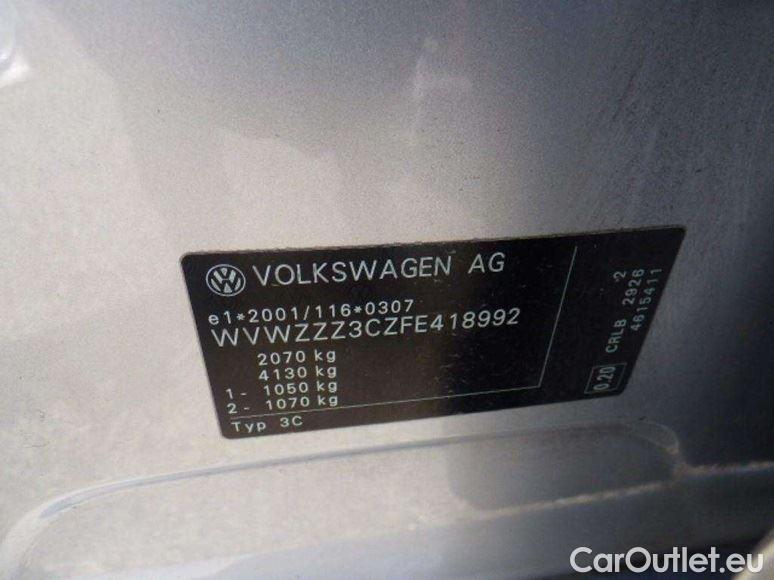 VOLKSWAGEN AG
e1*2001/116*0307
WVWZZZ3CZFE418992
2070 kg
4130 kg
1- 1050 kg
2- 1070 kg
Typ 3C
CRLB 2926 -2
4615411
0.20
CarOutlet.eu